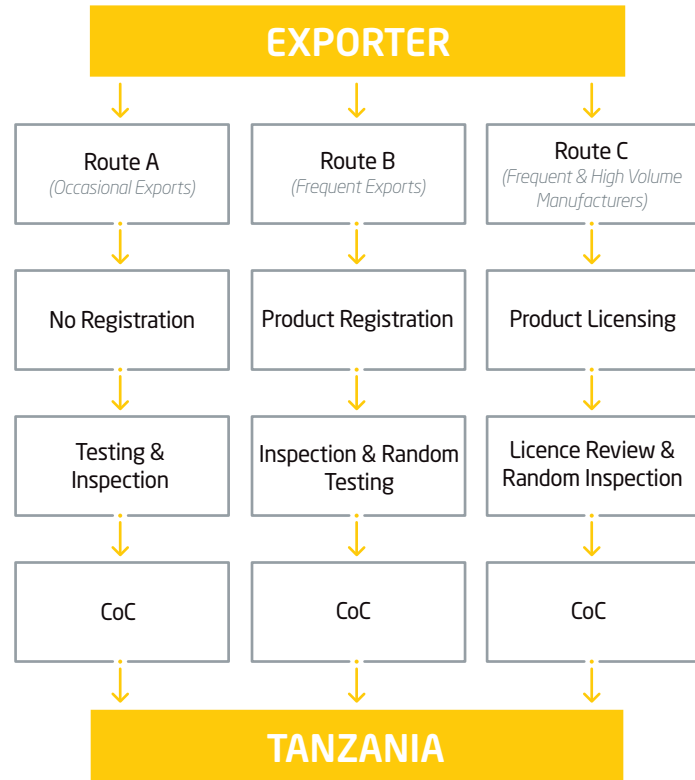 EXPORTER
Route A
(Occasional Exports)
Route B
(Frequent Exports)
Route C
(Frequent & High Volume
Manufacturers)
No Registration
Product Registration
Product Licensing
Testing &
Inspection
Inspection & Random
Testing
Licence Review &
Random Inspection
CoC
CoC
CoC
TANZANIA